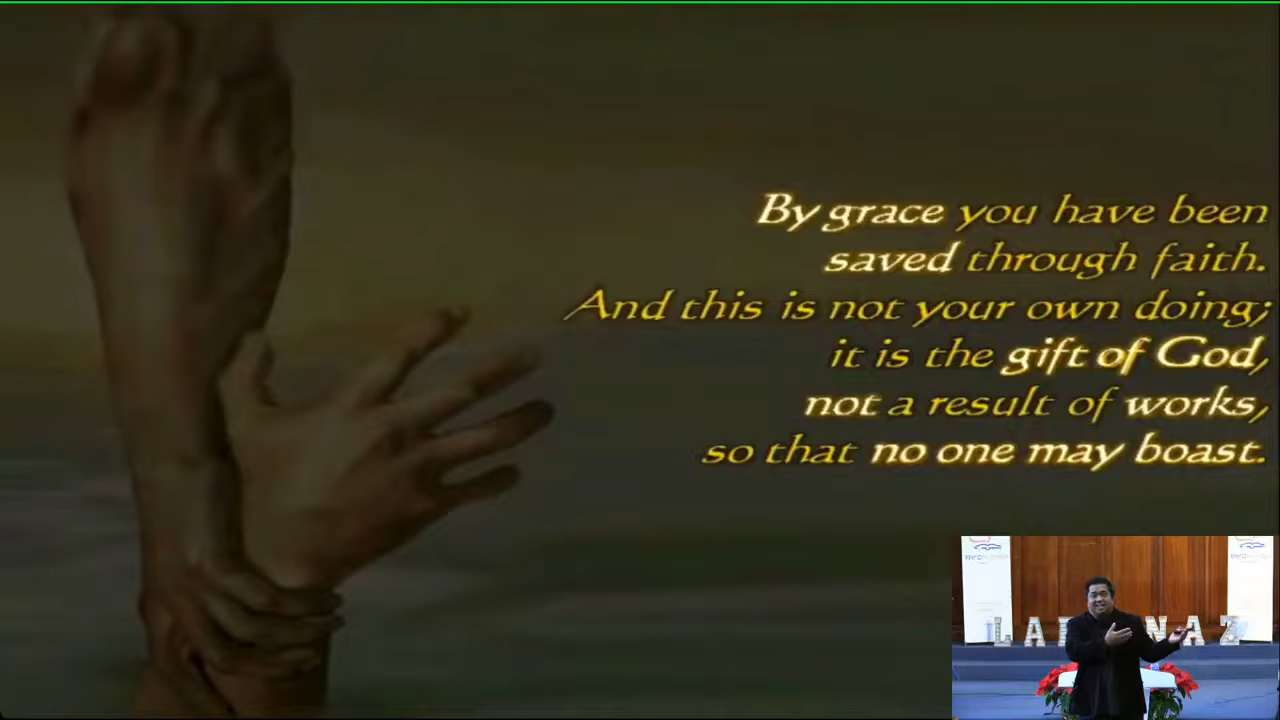 By grace you have been
saved through faith.
And this is not your own doing;
it is the gift of God,
not a result of works,
so that no one may boast.